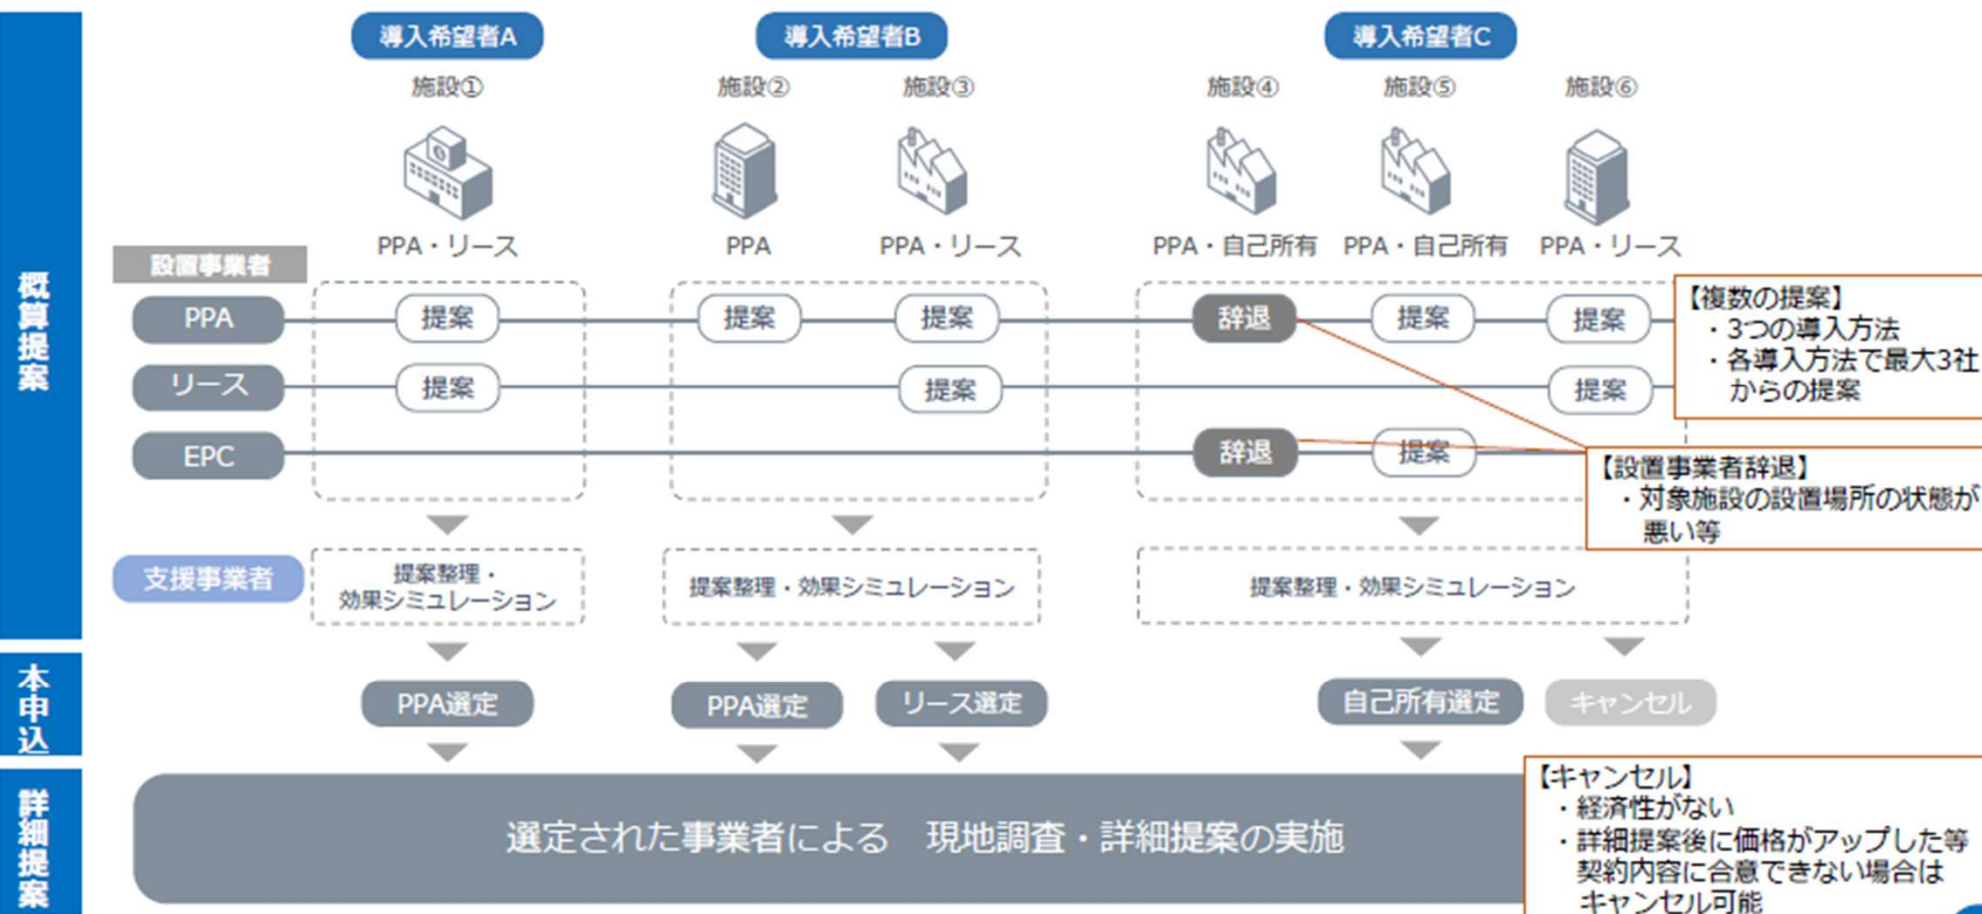 導入希望者A
導入希望者B
導入希望者C
施設①
施設②
施設③
施設④
施設⑤
施設⑥
PPA・リース
PPA
PPA・リース
PPA・自己所有
PPA・自己所有
PPA・リース
概算提案
設置事業者
PPA
提案
提案
提案
辞退
提案
提案
リース
提案
提案
提案
EPC
辞退
提案
【複数の提案】
・3つの導入方法
・各導入方法で最大3社
からの提案
【設置事業者辞退】
・対象施設の設置場所の状態が
悪い等
支援事業者
提案整理・
効果シミュレーション
提案整理・効果シミュレーション
提案整理・効果シミュレーション
本申込
PPA選定
PPA選定
リース選定
自己所有選定
キャンセル
詳細提案
選定された事業者による 現地調査・詳細提案の実施
【キャンセル】
・経済性がない
・詳細提案後に価格がアップした等
契約内容に合意できない場合は
キャンセル可能